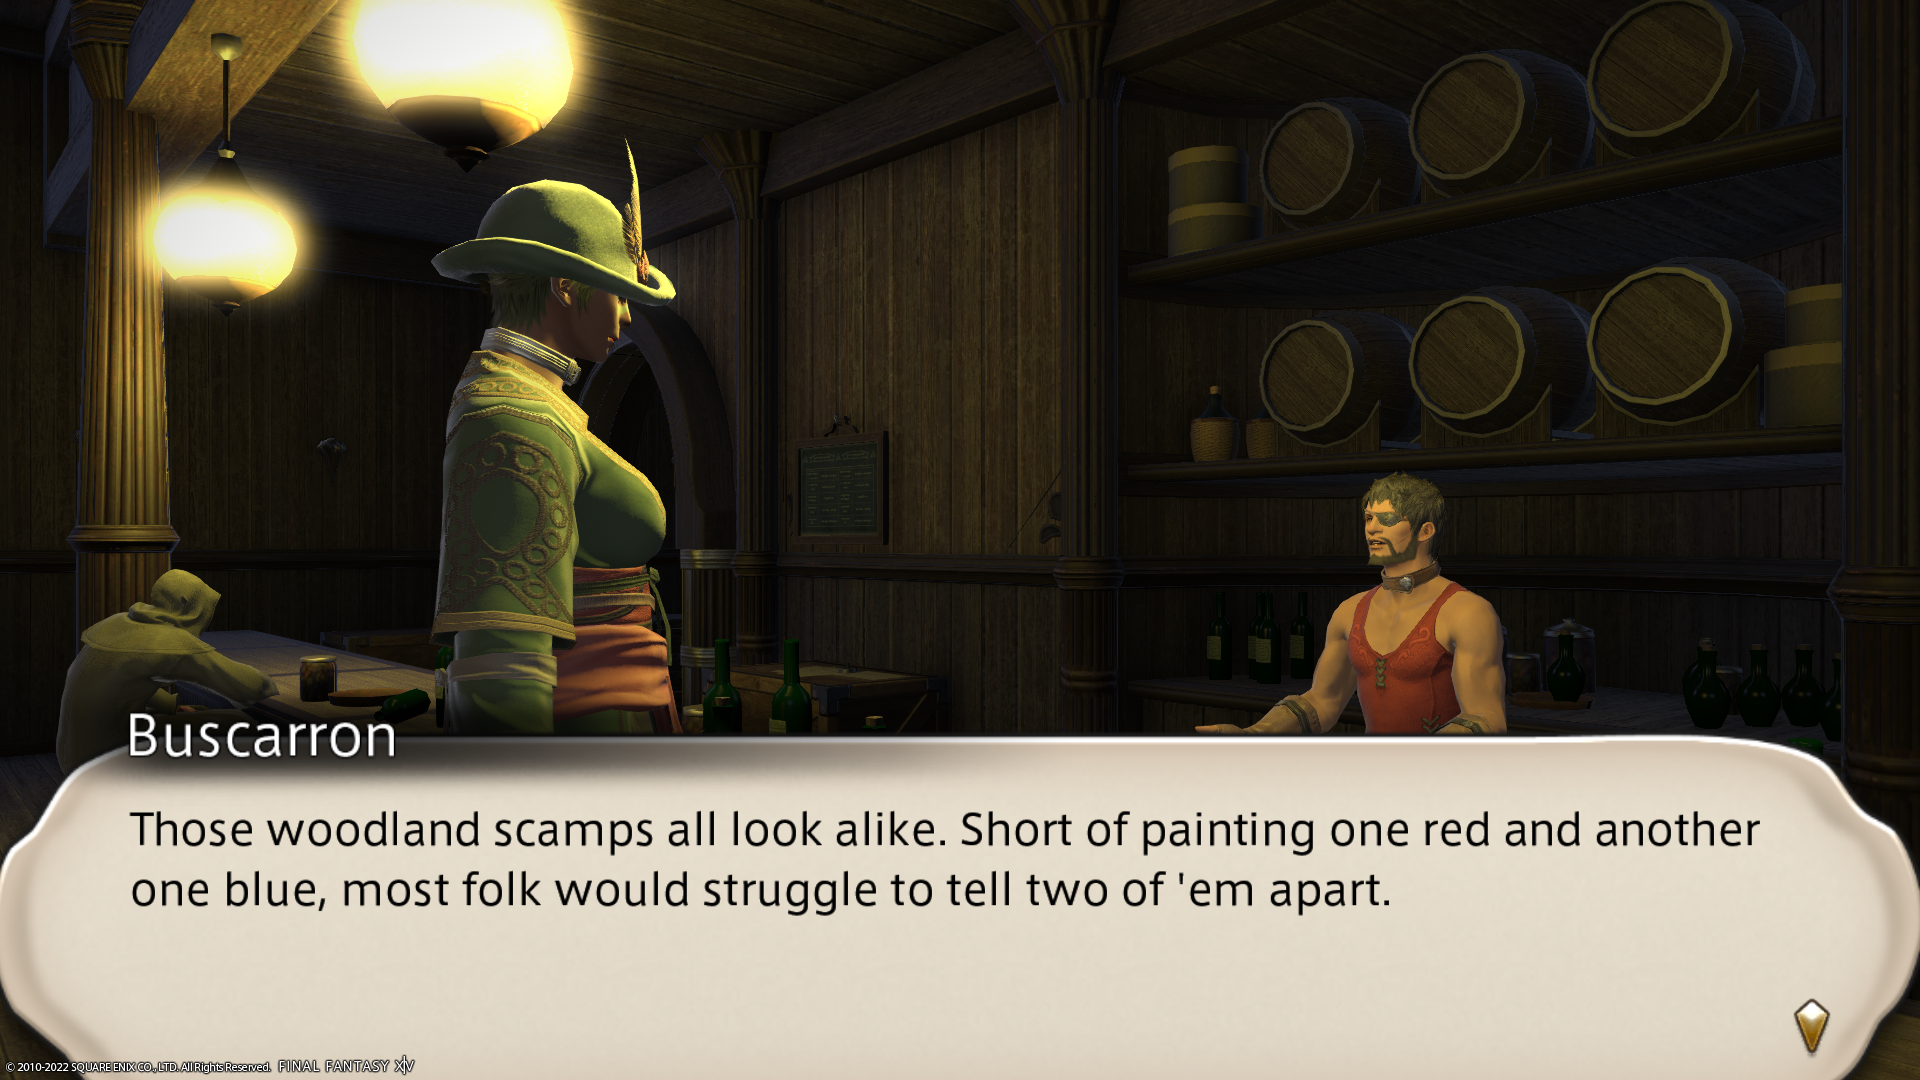 Buscarron
Those woodland scamps all look alike. Short of painting one red and another
one blue, most folk would struggle to tell two of 'em apart.
© 2010-2022 SQUARE ENIX CO., LTD. All Rights Reserved. FINAL FANTASY XIV